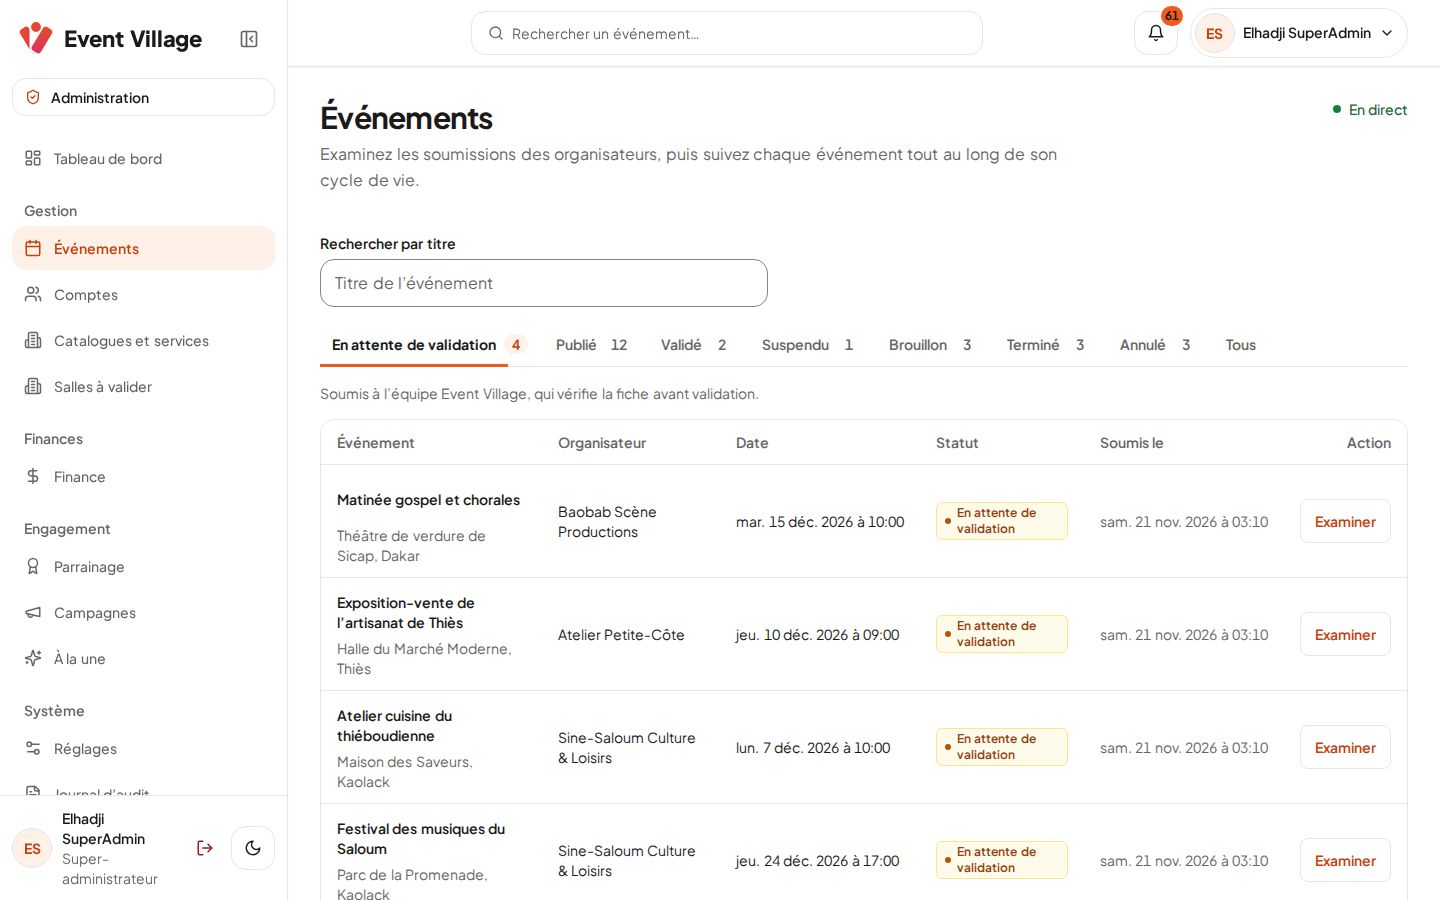 Event Village
Administration
Tableau de bord
Gestion
Événements
Comptes
Catalogues et services
Salles à valider
Finances
Finance
Engagement
Parrainage
Campagnes
À la une
Système
Réglages
Journal d'audit
Elhadji
SuperAdmin
Super-
administrateur
ES
Rechercher un événement...
61
ES
Elhadji SuperAdmin
Événements
En direct
Examinez les soumissions des organisateurs, puis suivez chaque événement tout au long de son
cycle de vie.
Rechercher par titre
Titre de l'événement
En attente de validation 4 Publié 12 Validé 2 Suspendu 1 Brouillon 3 Terminé 3 Annulé 3 Tous
Soumis à l'équipe Event Village, qui vérifie la fiche avant validation.
Événement Organisateur Date Statut Soumis le Action
Matinée gospel et chorales
Théâtre de verdure de
Sicap, Dakar
Baobab Scène
Productions
mar. 15 déc. 2026 à 10:00
En attente de
validation
sam. 21 nov. 2026 à 03:10
Examiner
Exposition-vente de
l'artisanat de Thiès
Halle du Marché Moderne,
Thiès
Atelier Petite-Côte
jeu. 10 déc. 2026 à 09:00
En attente de
validation
sam. 21 nov. 2026 à 03:10
Examiner
Atelier cuisine du
thiéboudienne
Maison des Saveurs,
Kaolack
Sine-Saloum Culture
& Loisirs
lun. 7 déc. 2026 à 10:00
En attente de
validation
sam. 21 nov. 2026 à 03:10
Examiner
Festival des musiques du
Saloum
Parc de la Promenade,
Kaolack
Sine-Saloum Culture
& Loisirs
jeu. 24 déc. 2026 à 17:00
En attente de
validation
sam. 21 nov. 2026 à 03:10
Examiner